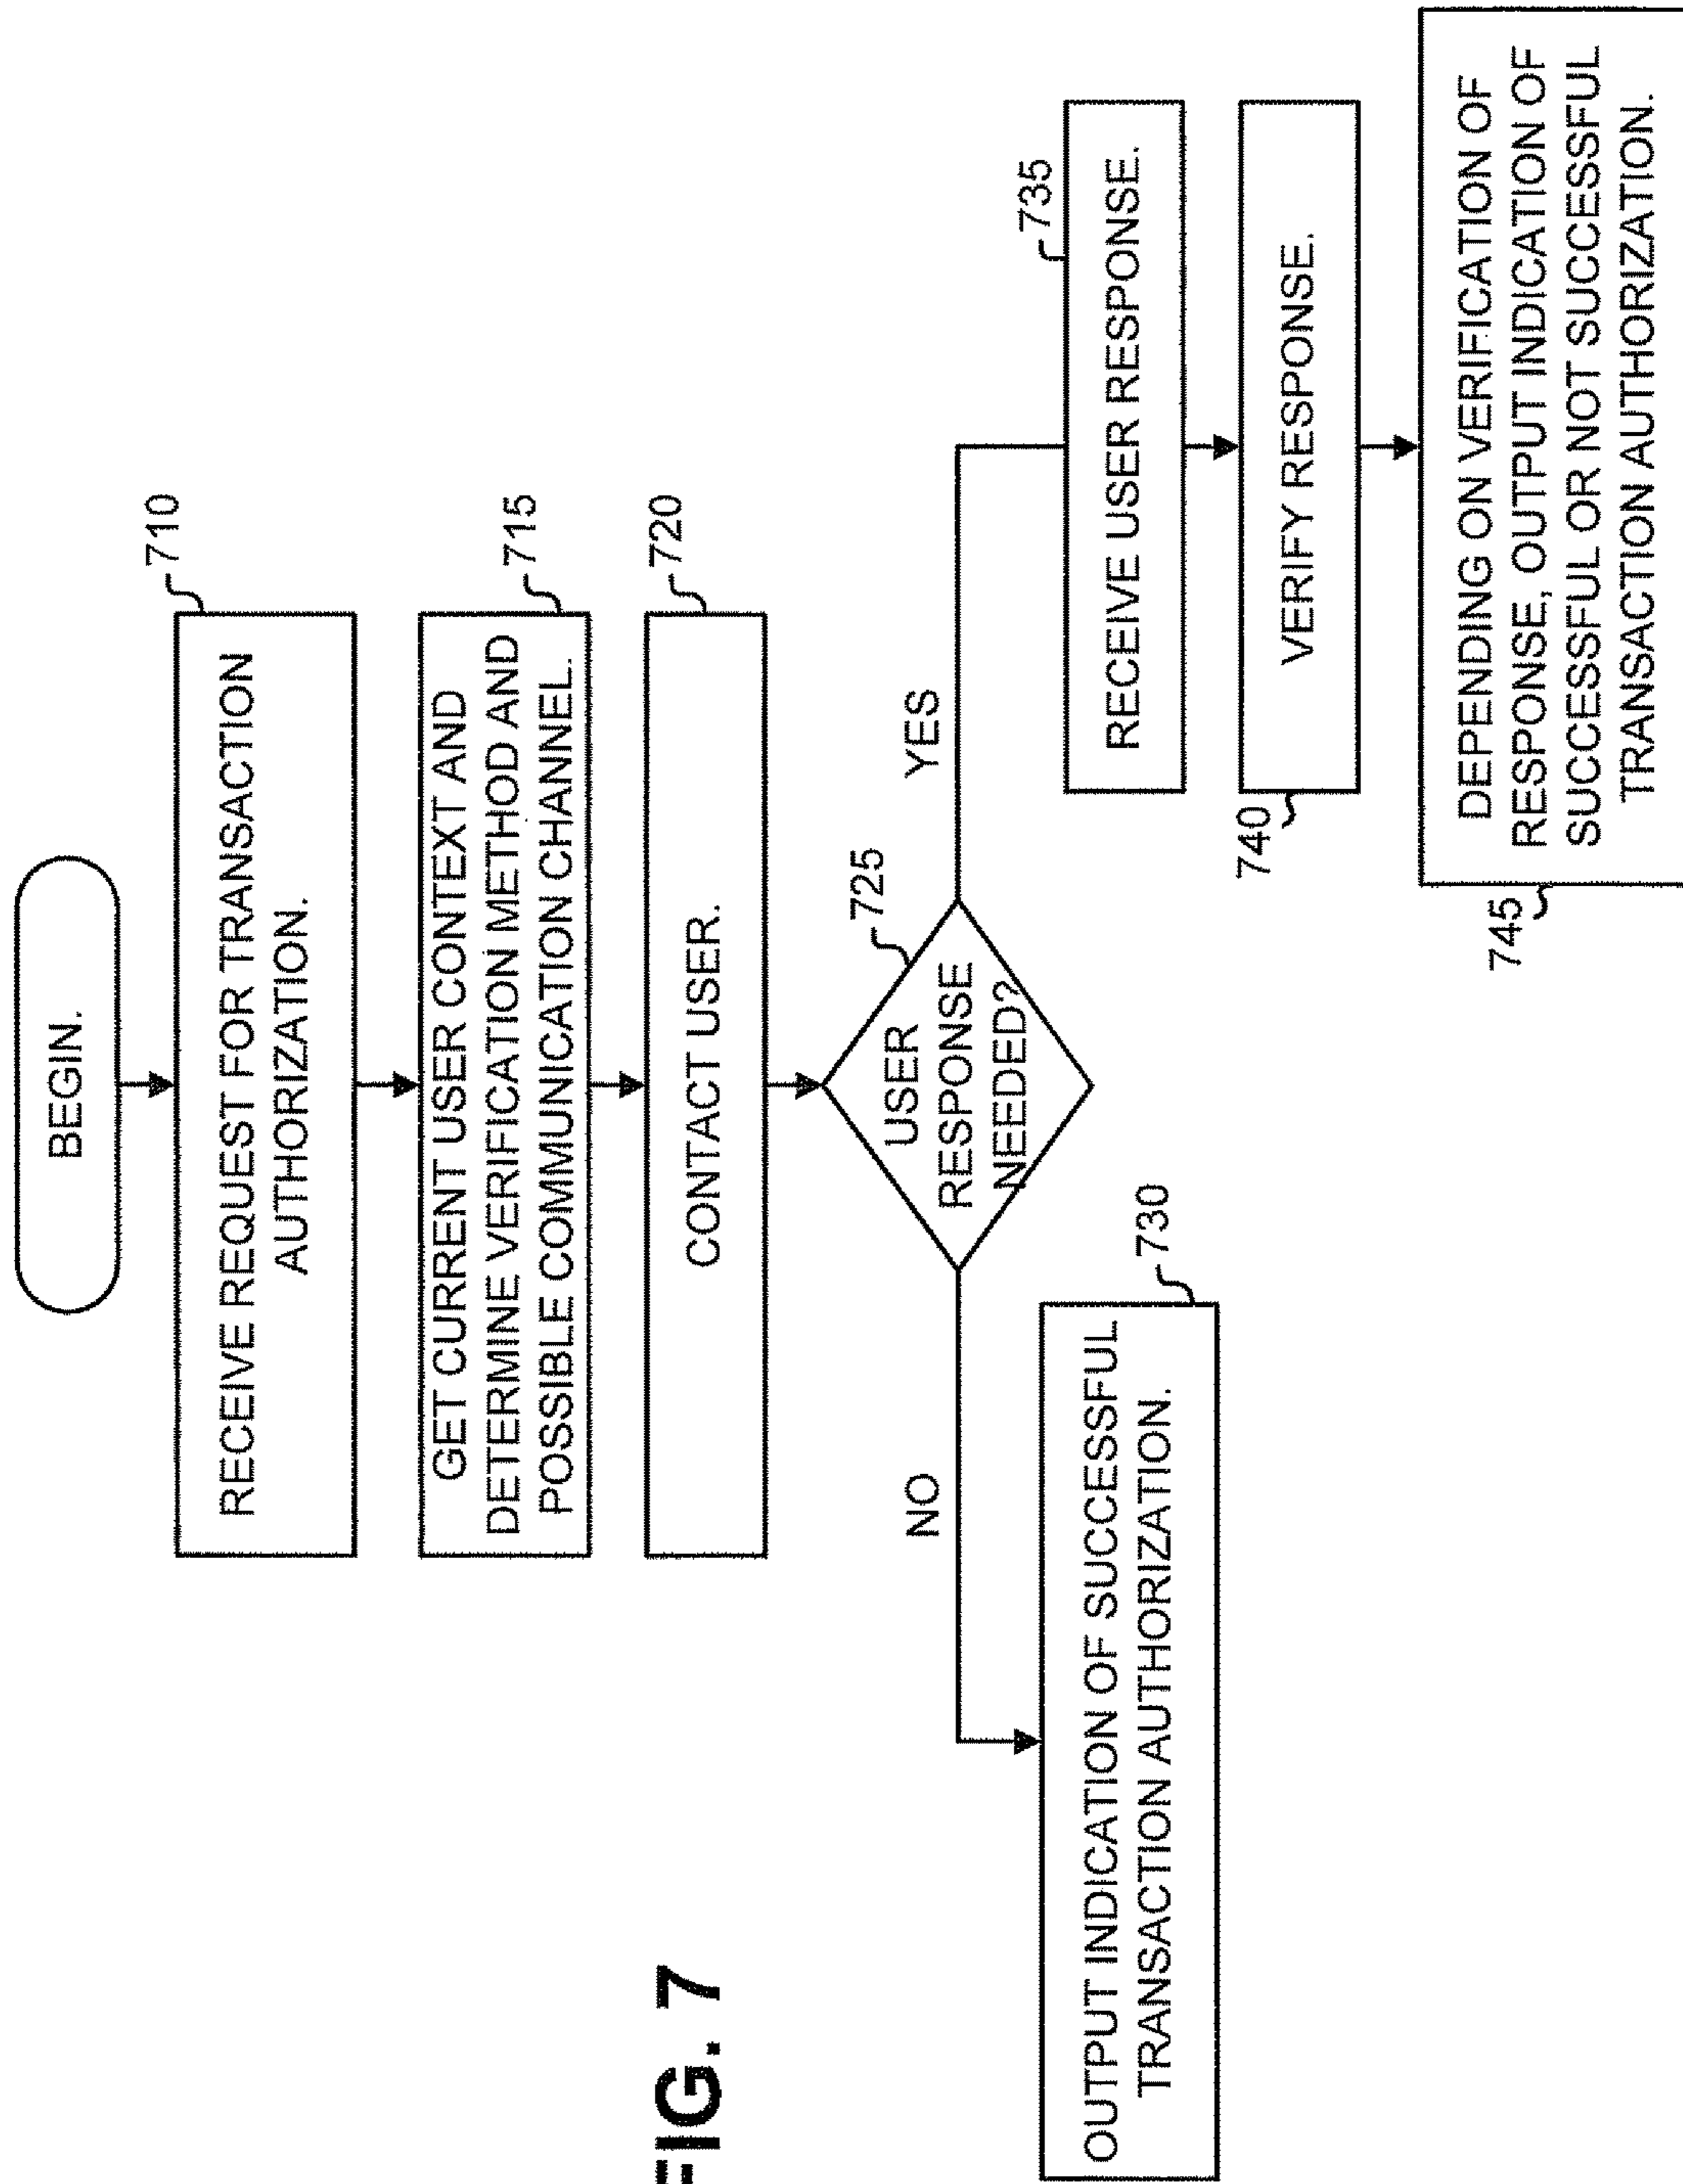 BEGIN.
710
RECEIVE REQUEST FOR TRANSACTION
AUTHORIZATION.
715
GET CURRENT USER CONTEXT AND
DETERMINE VERIFICATION METHOD AND
POSSIBLE COMMUNICATION CHANNEL.
720
CONTACT USER.
725
USER
RESPONSE
NEEDED?
NO
YES
730
OUTPUT INDICATION OF SUCCESSFUL
TRANSACTION AUTHORIZATION.
735
RECEIVE USER RESPONSE.
740
VERIFY RESPONSE.
745
DEPENDING ON VERIFICATION OF
RESPONSE, OUTPUT INDICATION OF
SUCCESSFUL OR NOT SUCCESSFUL
TRANSACTION AUTHORIZATION.
FIG. 7